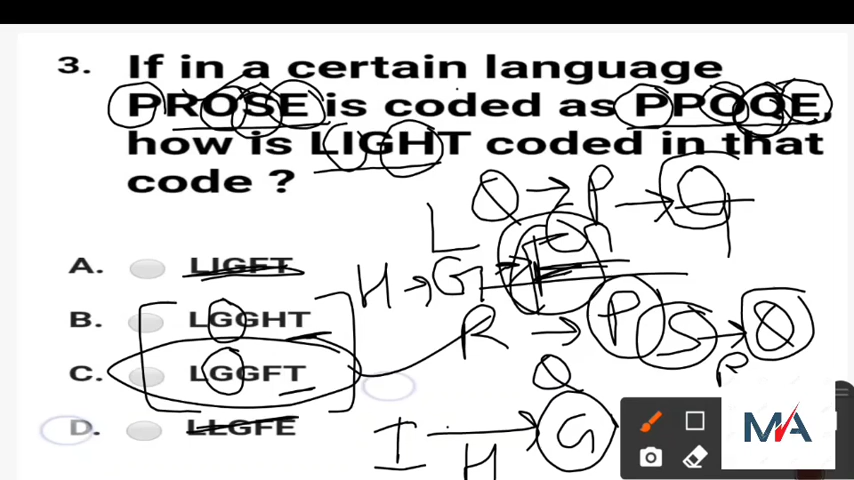 3. If in a certain language
PROSE is coded as PPOQE,
how is LIGHT coded in that
code ?
Q → P → q
L
A. LIGFT
H → G →
B. LGGHT
R → P S → Q
R
C. LGGFT
Q
D. LLGFE
I → G
H
MA